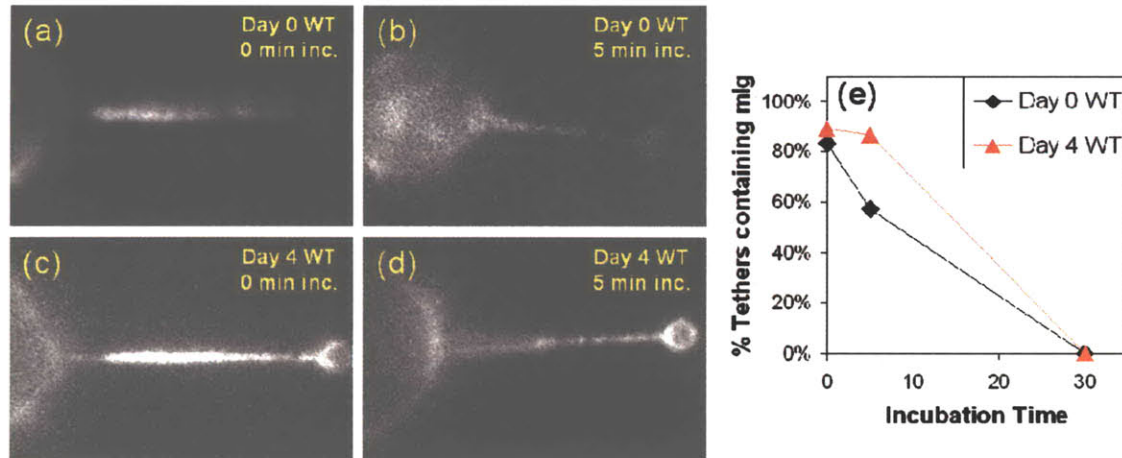 (a)
Day 0 WT
0 min inc.
(b)
Day 0 WT
5 min inc.
(c)
Day 4 WT
0 min inc.
(d)
Day 4 WT
5 min inc.
% Tethers containing mIg
100%
80%
60%
40%
20%
0%
(e)
Day 0 WT
Day 4 WT
0
10
20
30
Incubation Time